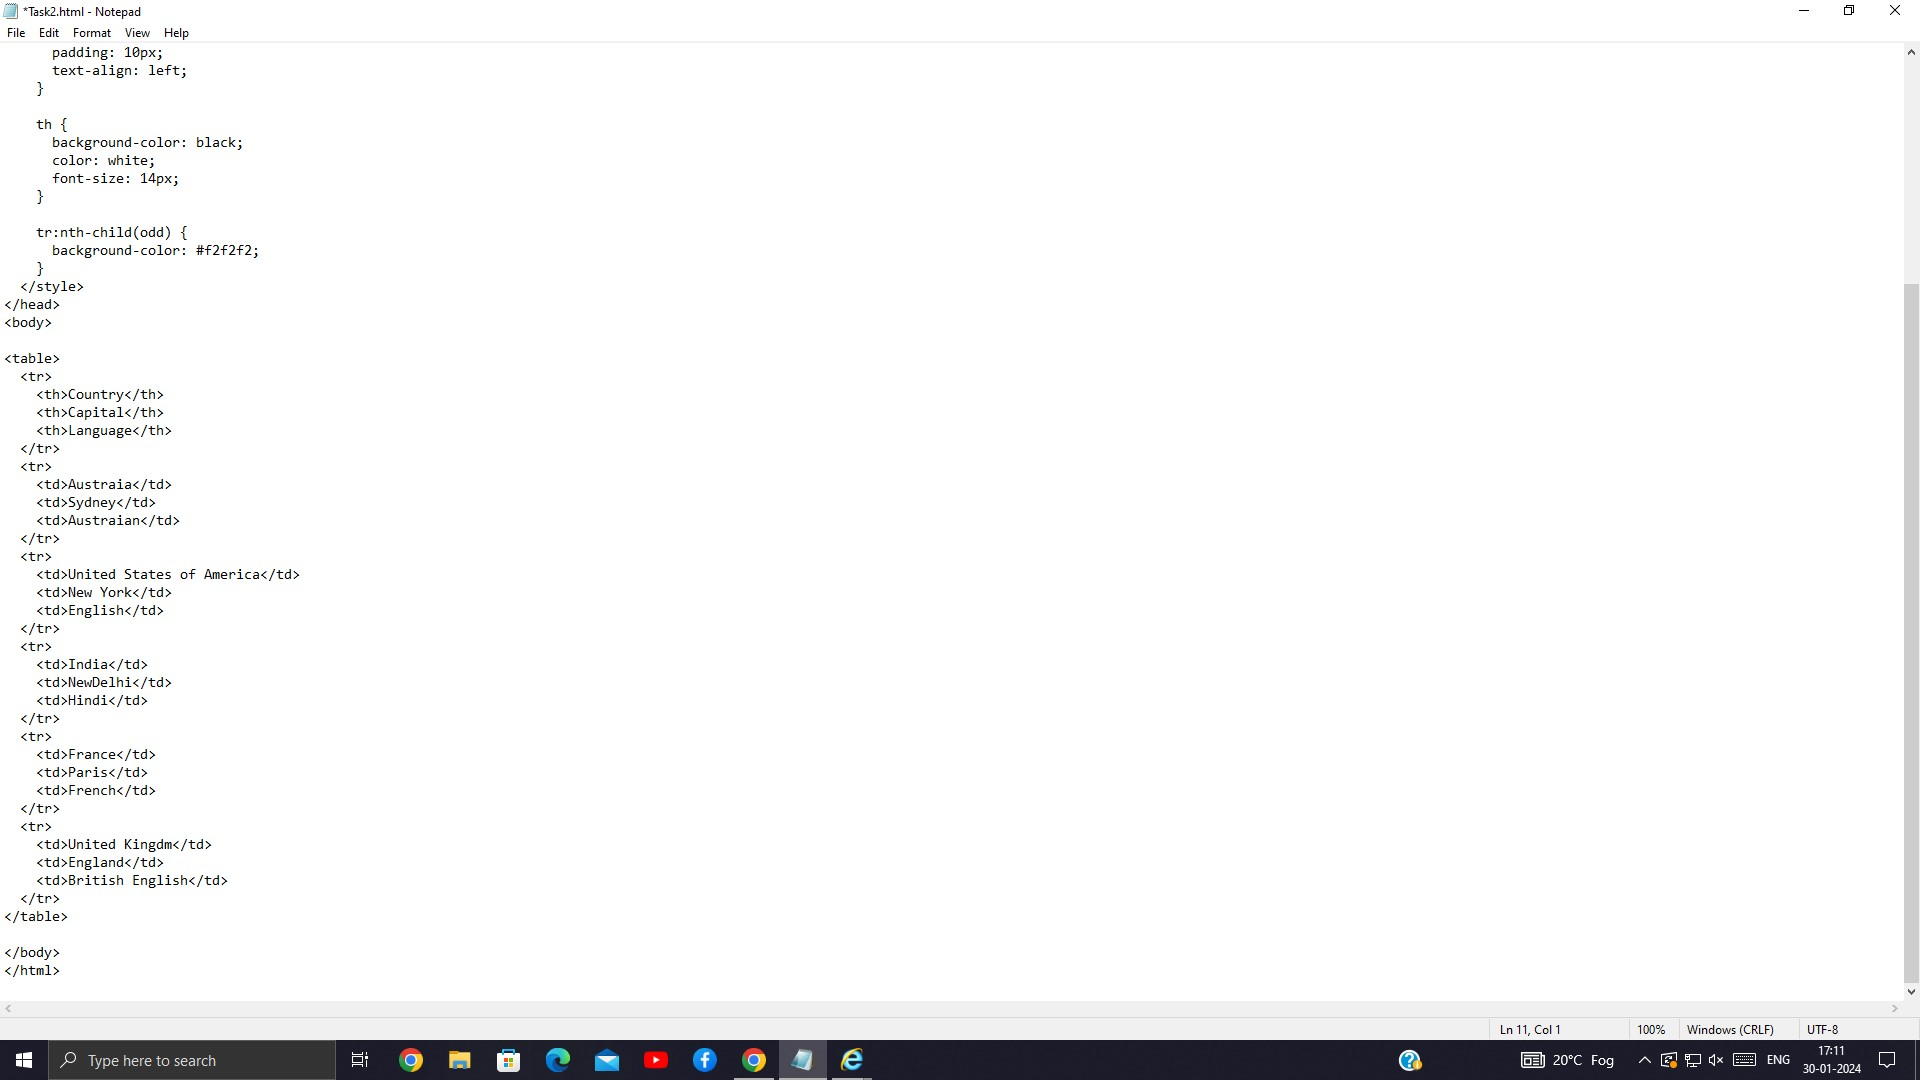 *Task2.html - Notepad
File Edit Format View Help
      padding: 10px;
      text-align: left;
    }

    th {
      background-color: black;
      color: white;
      font-size: 14px;
    }

    tr:nth-child(odd) {
      background-color: #f2f2f2;
    }
  </style>
</head>
<body>

<table>
  <tr>
    <th>Country</th>
    <th>Capital</th>
    <th>Language</th>
  </tr>
  <tr>
    <td>Austraia</td>
    <td>Sydney</td>
    <td>Austraian</td>
  </tr>
  <tr>
    <td>United States of America</td>
    <td>New York</td>
    <td>English</td>
  </tr>
  <tr>
    <td>India</td>
    <td>NewDelhi</td>
    <td>Hindi</td>
  </tr>
  <tr>
    <td>France</td>
    <td>Paris</td>
    <td>French</td>
  </tr>
  <tr>
    <td>United Kingdm</td>
    <td>England</td>
    <td>British English</td>
  </tr>
</table>

</body>
</html>
Ln 11, Col 1 100% Windows (CRLF) UTF-8
Type here to search 20°C Fog ENG 17:11
30-01-2024